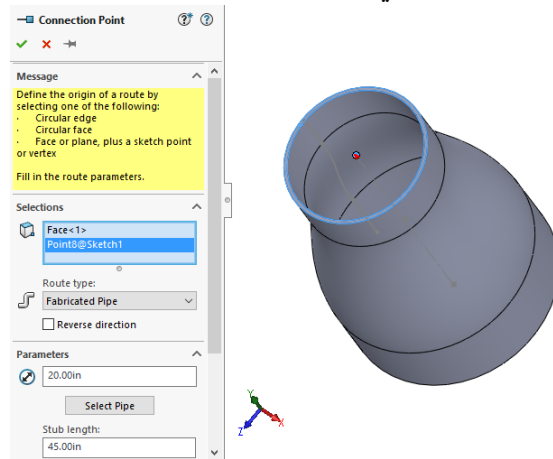 Connection Point
Message
Define the origin of a route by
selecting one of the following:
· Circular edge
· Circular face
· Face or plane, plus a sketch point
or vertex
Fill in the route parameters.
Selections
Face<1>
Point8@Sketch1
Route type:
Fabricated Pipe
Reverse direction
Parameters
20.00in
Select Pipe
Stub length:
45.00in
Y
X
Z